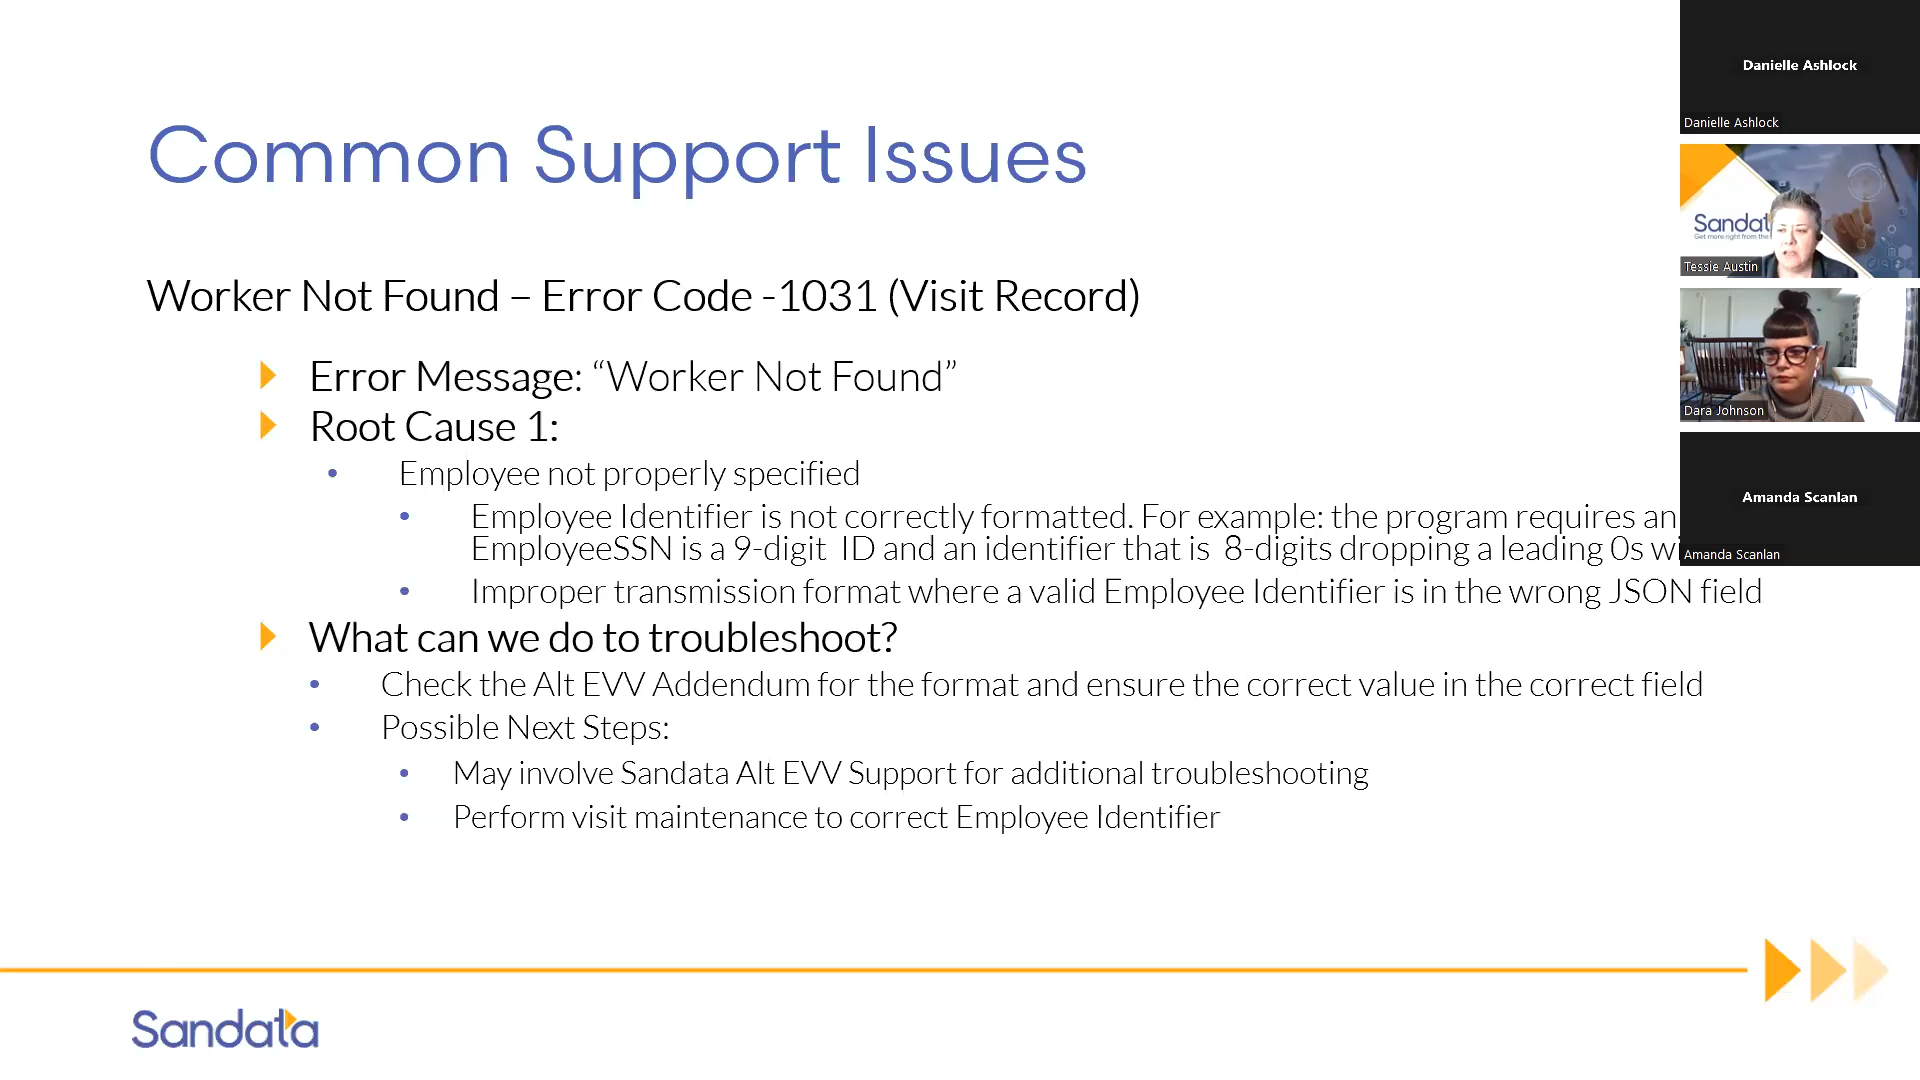 Common Support Issues
Worker Not Found – Error Code -1031 (Visit Record)
Error Message: “Worker Not Found”
Root Cause 1:
Employee not properly specified
Employee Identifier is not correctly formatted. For example: the program requires an
EmployeeSSN is a 9-digit ID and an identifier that is 8-digits dropping a leading 0s
Improper transmission format where a valid Employee Identifier is in the wrong JSON field
What can we do to troubleshoot?
Check the Alt EVV Addendum for the format and ensure the correct value in the correct field
Possible Next Steps:
May involve Sandata Alt EVV Support for additional troubleshooting
Perform visit maintenance to correct Employee Identifier
Sandata
Danielle Ashlock
Danielle Ashlock
Get more right from the
Tessie Austin
Dara Johnson
Amanda Scanlan
Amanda Scanlan